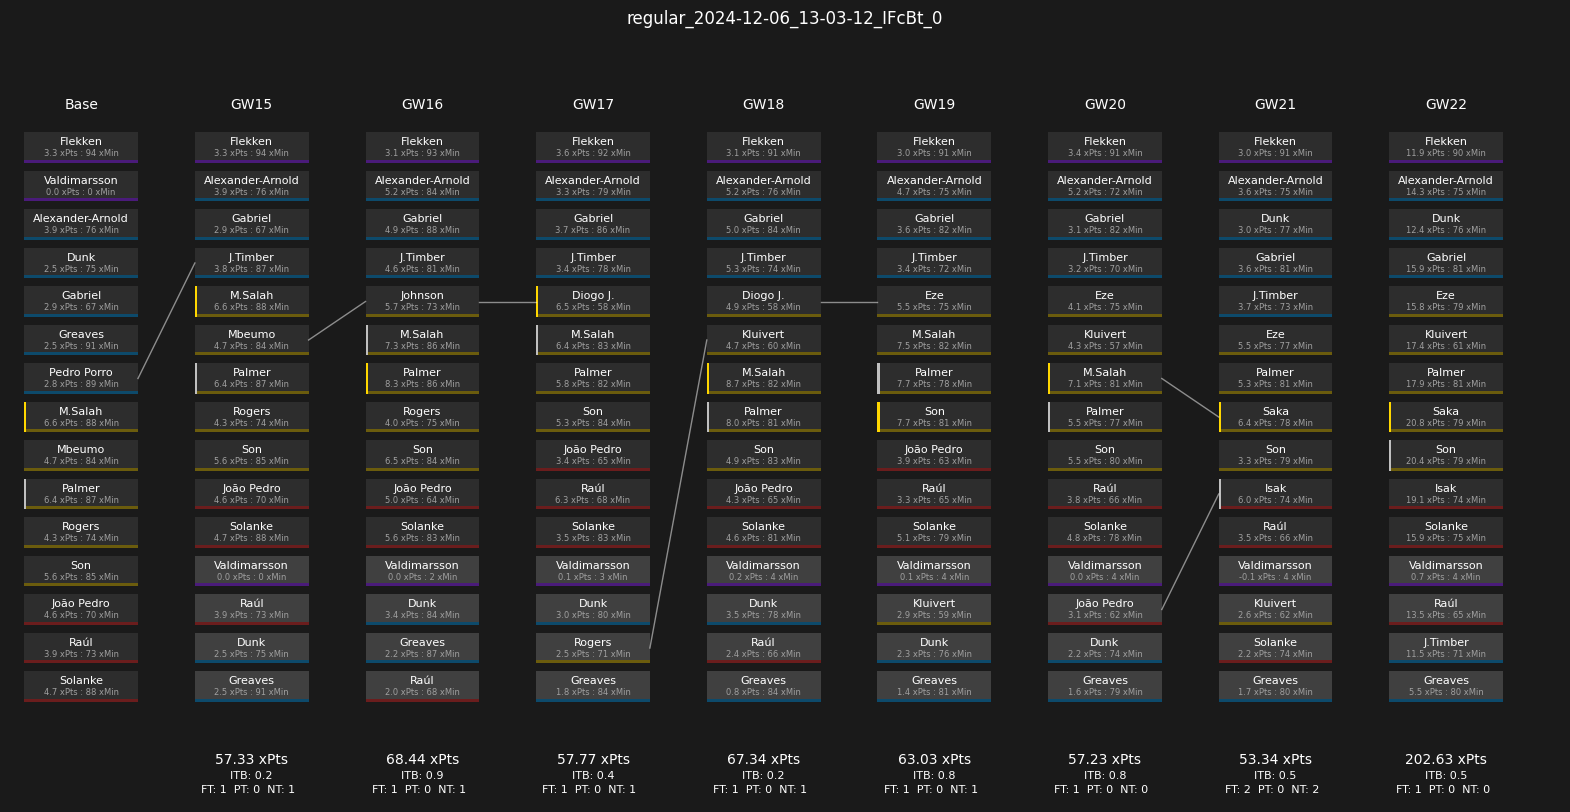 regular_2024-12-06_13-03-12_IFcBt_0
Base
Flekken
3.3 xPts : 94 xMin
Valdimarsson
0.0 xPts : 0 xMin
Alexander-Arnold
3.9 xPts : 76 xMin
Dunk
2.5 xPts : 75 xMin
Gabriel
2.9 xPts : 67 xMin
Greaves
2.5 xPts : 91 xMin
Pedro Porro
2.8 xPts : 89 xMin
M.Salah
6.6 xPts : 88 xMin
Mbeumo
4.7 xPts : 84 xMin
Palmer
6.4 xPts : 87 xMin
Rogers
4.3 xPts : 74 xMin
Son
5.6 xPts : 85 xMin
João Pedro
4.6 xPts : 70 xMin
Raúl
3.9 xPts : 73 xMin
Solanke
4.7 xPts : 88 xMin
GW15
Flekken
3.3 xPts : 94 xMin
Alexander-Arnold
3.9 xPts : 76 xMin
Gabriel
2.9 xPts : 67 xMin
J.Timber
3.8 xPts : 87 xMin
M.Salah
6.6 xPts : 88 xMin
Mbeumo
4.7 xPts : 84 xMin
Palmer
6.4 xPts : 87 xMin
Rogers
4.3 xPts : 74 xMin
Son
5.6 xPts : 85 xMin
João Pedro
4.6 xPts : 70 xMin
Solanke
4.7 xPts : 88 xMin
Valdimarsson
0.0 xPts : 0 xMin
Raúl
3.9 xPts : 73 xMin
Dunk
2.5 xPts : 75 xMin
Greaves
2.5 xPts : 91 xMin
57.33 xPts
ITB: 0.2
FT: 1 PT: 0 NT: 1
GW16
Flekken
3.1 xPts : 93 xMin
Alexander-Arnold
5.2 xPts : 84 xMin
Gabriel
4.9 xPts : 88 xMin
J.Timber
4.6 xPts : 81 xMin
Johnson
5.7 xPts : 73 xMin
M.Salah
7.3 xPts : 86 xMin
Palmer
8.3 xPts : 86 xMin
Rogers
4.0 xPts : 75 xMin
Son
6.5 xPts : 84 xMin
João Pedro
5.0 xPts : 64 xMin
Solanke
5.6 xPts : 83 xMin
Valdimarsson
0.0 xPts : 2 xMin
Dunk
3.4 xPts : 84 xMin
Greaves
2.2 xPts : 87 xMin
Raúl
2.0 xPts : 68 xMin
68.44 xPts
ITB: 0.9
FT: 1 PT: 0 NT: 1
GW17
Flekken
3.6 xPts : 92 xMin
Alexander-Arnold
3.3 xPts : 79 xMin
Gabriel
3.7 xPts : 86 xMin
J.Timber
3.4 xPts : 78 xMin
Diogo J.
6.5 xPts : 58 xMin
M.Salah
6.4 xPts : 83 xMin
Palmer
5.8 xPts : 82 xMin
Son
5.3 xPts : 84 xMin
João Pedro
3.4 xPts : 65 xMin
Raúl
6.3 xPts : 68 xMin
Solanke
3.5 xPts : 83 xMin
Valdimarsson
0.1 xPts : 3 xMin
Dunk
3.0 xPts : 80 xMin
Rogers
2.5 xPts : 71 xMin
Greaves
1.8 xPts : 84 xMin
57.77 xPts
ITB: 0.4
FT: 1 PT: 0 NT: 1
GW18
Flekken
3.1 xPts : 91 xMin
Alexander-Arnold
5.2 xPts : 76 xMin
Gabriel
5.0 xPts : 84 xMin
J.Timber
5.3 xPts : 74 xMin
Diogo J.
4.9 xPts : 58 xMin
Kluivert
4.7 xPts : 60 xMin
M.Salah
8.7 xPts : 82 xMin
Palmer
8.0 xPts : 81 xMin
Son
4.9 xPts : 83 xMin
João Pedro
4.3 xPts : 65 xMin
Solanke
4.6 xPts : 81 xMin
Valdimarsson
0.2 xPts : 4 xMin
Dunk
3.5 xPts : 78 xMin
Raúl
2.4 xPts : 66 xMin
Greaves
0.8 xPts : 84 xMin
67.34 xPts
ITB: 0.2
FT: 1 PT: 0 NT: 1
GW19
Flekken
3.0 xPts : 91 xMin
Alexander-Arnold
4.7 xPts : 75 xMin
Gabriel
3.6 xPts : 82 xMin
J.Timber
3.4 xPts : 72 xMin
Eze
5.5 xPts : 75 xMin
M.Salah
7.5 xPts : 82 xMin
Palmer
7.7 xPts : 78 xMin
Son
7.7 xPts : 81 xMin
João Pedro
3.9 xPts : 63 xMin
Raúl
3.3 xPts : 65 xMin
Solanke
5.1 xPts : 79 xMin
Valdimarsson
0.1 xPts : 4 xMin
Kluivert
2.9 xPts : 59 xMin
Dunk
2.3 xPts : 76 xMin
Greaves
1.4 xPts : 81 xMin
63.03 xPts
ITB: 0.8
FT: 1 PT: 0 NT: 1
GW20
Flekken
3.4 xPts : 91 xMin
Alexander-Arnold
5.2 xPts : 72 xMin
Gabriel
3.1 xPts : 82 xMin
J.Timber
3.2 xPts : 70 xMin
Eze
4.1 xPts : 75 xMin
Kluivert
4.3 xPts : 57 xMin
M.Salah
7.1 xPts : 81 xMin
Palmer
5.5 xPts : 77 xMin
Son
5.5 xPts : 80 xMin
Raúl
3.8 xPts : 66 xMin
Solanke
4.8 xPts : 78 xMin
Valdimarsson
0.0 xPts : 4 xMin
João Pedro
3.1 xPts : 62 xMin
Dunk
2.2 xPts : 74 xMin
Greaves
1.6 xPts : 79 xMin
57.23 xPts
ITB: 0.8
FT: 1 PT: 0 NT: 0
GW21
Flekken
3.0 xPts : 91 xMin
Alexander-Arnold
3.6 xPts : 75 xMin
Dunk
3.0 xPts : 77 xMin
Gabriel
3.6 xPts : 81 xMin
J.Timber
3.7 xPts : 73 xMin
Eze
5.5 xPts : 77 xMin
Palmer
5.3 xPts : 81 xMin
Saka
6.4 xPts : 78 xMin
Son
3.3 xPts : 79 xMin
Isak
6.0 xPts : 74 xMin
Raúl
3.5 xPts : 66 xMin
Valdimarsson
-0.1 xPts : 4 xMin
Kluivert
2.6 xPts : 62 xMin
Solanke
2.2 xPts : 74 xMin
Greaves
1.7 xPts : 80 xMin
53.34 xPts
ITB: 0.5
FT: 2 PT: 0 NT: 2
GW22
Flekken
11.9 xPts : 90 xMin
Alexander-Arnold
14.3 xPts : 75 xMin
Dunk
12.4 xPts : 76 xMin
Gabriel
15.9 xPts : 81 xMin
Eze
15.8 xPts : 79 xMin
Kluivert
17.4 xPts : 61 xMin
Palmer
17.9 xPts : 81 xMin
Saka
20.8 xPts : 79 xMin
Son
20.4 xPts : 79 xMin
Isak
19.1 xPts : 74 xMin
Solanke
15.9 xPts : 75 xMin
Valdimarsson
0.7 xPts : 4 xMin
Raúl
13.5 xPts : 65 xMin
J.Timber
11.5 xPts : 71 xMin
Greaves
5.5 xPts : 80 xMin
202.63 xPts
ITB: 0.5
FT: 1 PT: 0 NT: 0